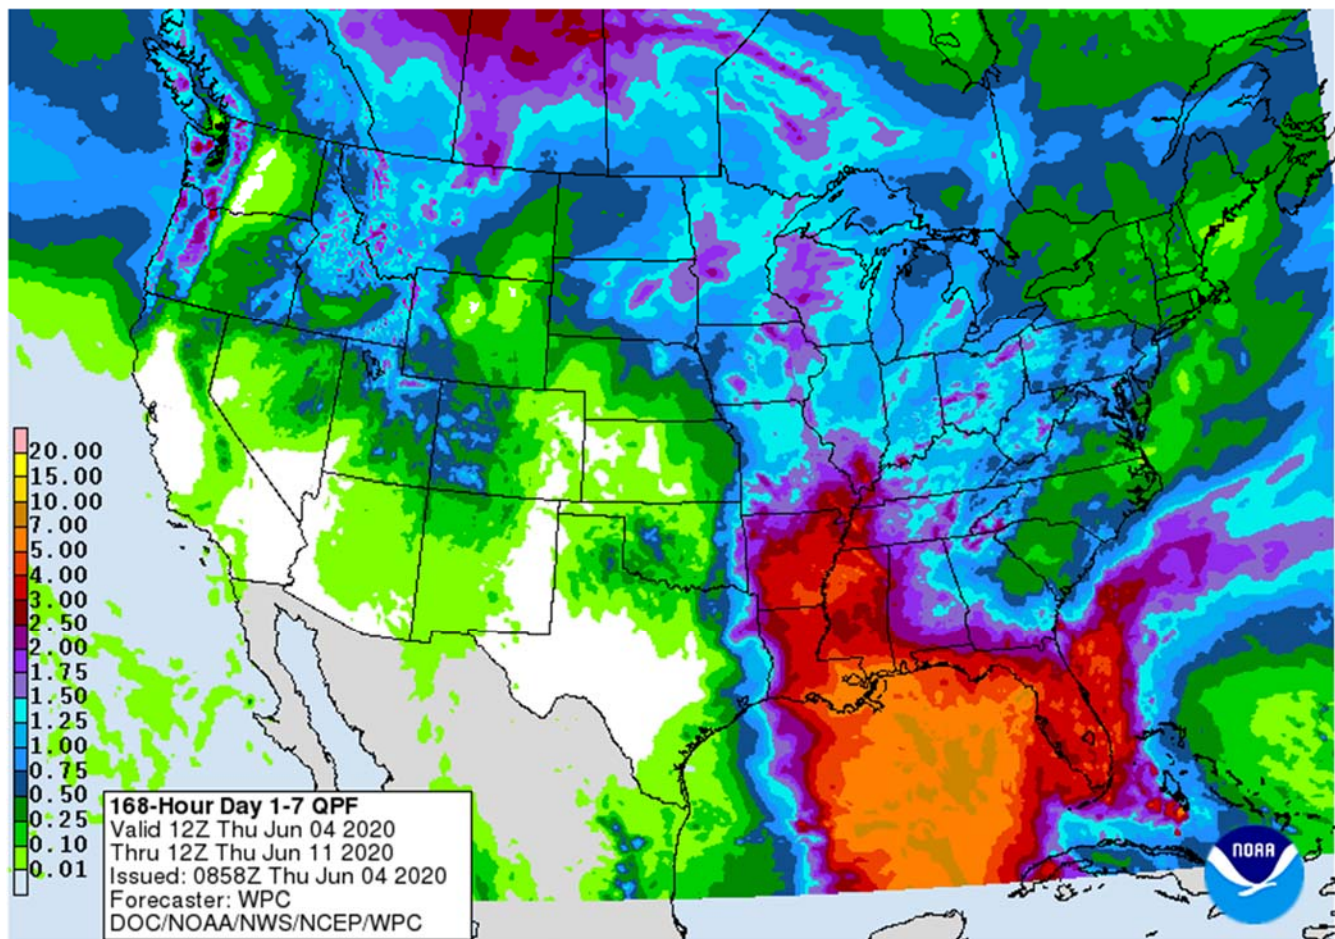 20.00
15.00
10.00
7.00
5.00
4.00
3.00
2.50
2.00
1.75
1.50
1.25
1.00
0.75
0.50
0.25
0.10
0.01
168-Hour Day 1-7 QPF
Valid 12Z Thu Jun 04 2020
Thru 12Z Thu Jun 11 2020
Issued: 0858Z Thu Jun 04 2020
Forecaster: WPC
DOC/NOAA/NWS/NCEP/WPC
NOAA